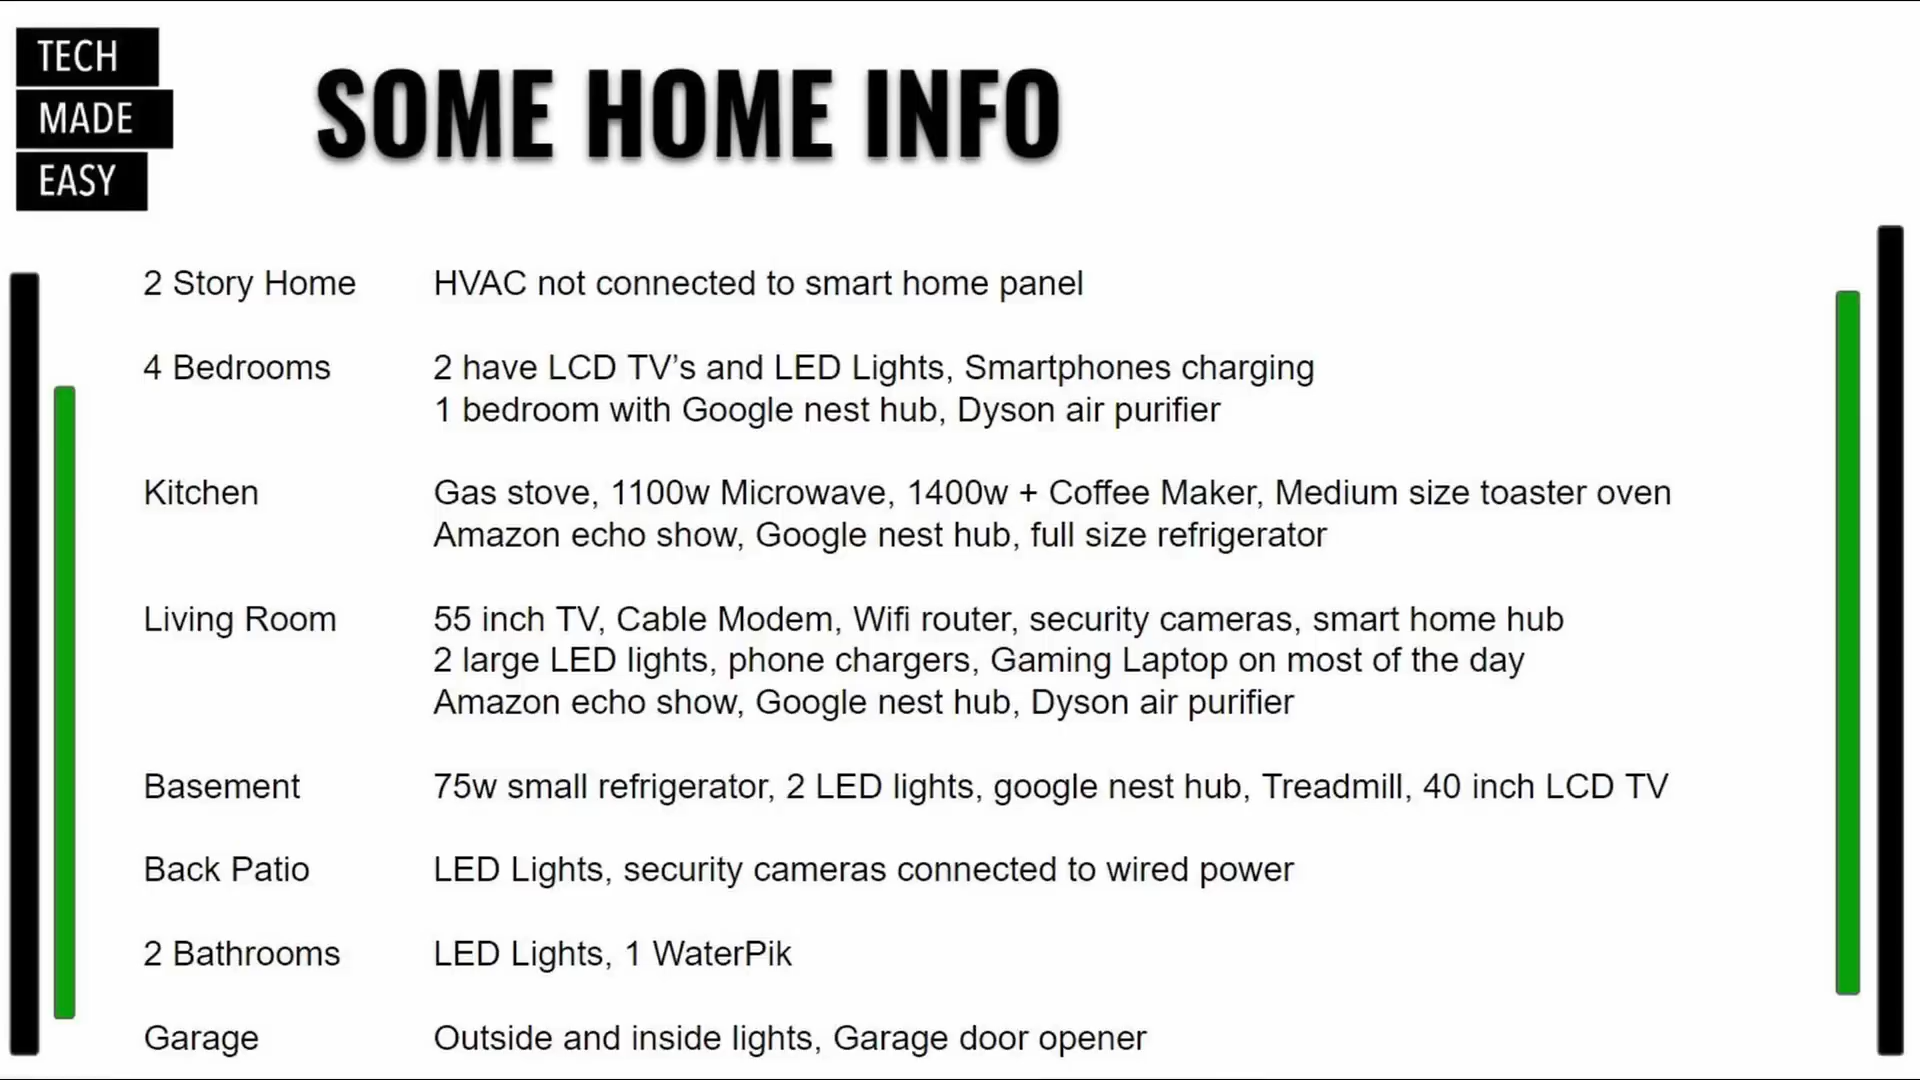 TECH
MADE
EASY
SOME HOME INFO
2 Story Home HVAC not connected to smart home panel
4 Bedrooms 2 have LCD TV’s and LED Lights, Smartphones charging
1 bedroom with Google nest hub, Dyson air purifier
Kitchen Gas stove, 1100w Microwave, 1400w + Coffee Maker, Medium size toaster oven
Amazon echo show, Google nest hub, full size refrigerator
Living Room 55 inch TV, Cable Modem, Wifi router, security cameras, smart home hub
2 large LED lights, phone chargers, Gaming Laptop on most of the day
Amazon echo show, Google nest hub, Dyson air purifier
Basement 75w small refrigerator, 2 LED lights, google nest hub, Treadmill, 40 inch LCD TV
Back Patio LED Lights, security cameras connected to wired power
2 Bathrooms LED Lights, 1 WaterPik
Garage Outside and inside lights, Garage door opener